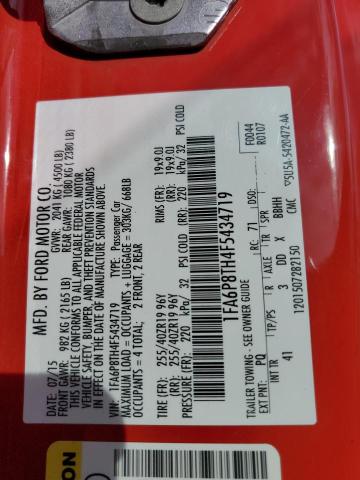 MFD. BY FORD MOTOR CO.
DATE: 07/15 GVWR: 2041 KG (4500 LB)
FRONT GAWR: 982 KG (2165 LB) REAR GAWR: 1080 KG (2380 LB)
THIS VEHICLE CONFORMS TO ALL APPLICABLE FEDERAL MOTOR
VEHICLE SAFETY, BUMPER, AND THEFT PREVENTION STANDARDS
IN EFFECT ON THE DATE OF MANUFACTURE SHOWN ABOVE.
VIN: 1FA6P8TH4F5434719 TYPE: Passenger Car
MAXIMUM LOAD = OCCUPANTS + LUGGAGE = 303KG / 668LB
OCCUPANTS = 4 TOTAL; 2 FRONT, 2 REAR
TIRE (FR): 255/40ZR19 96Y RIMS (FR): 19x9.0J
TIRE (RR): 255/40ZR19 96Y (RR): 19x9.0J
PRESSURE (FR): 220 kPa/ 32 PSI COLD (RR): 220 kPa/ 32 PSI COLD
1FA6P8TH4F5434719
F0044
R0107
TRAILER TOWING - SEE OWNER GUIDE
EXT PNT: PQ RC: 71 DSO:
INT TR TP/PS R AXLE TR SPR
41 3 DD X BBHH
1201507282150 CMC
5U5A-5420472-AA
ON